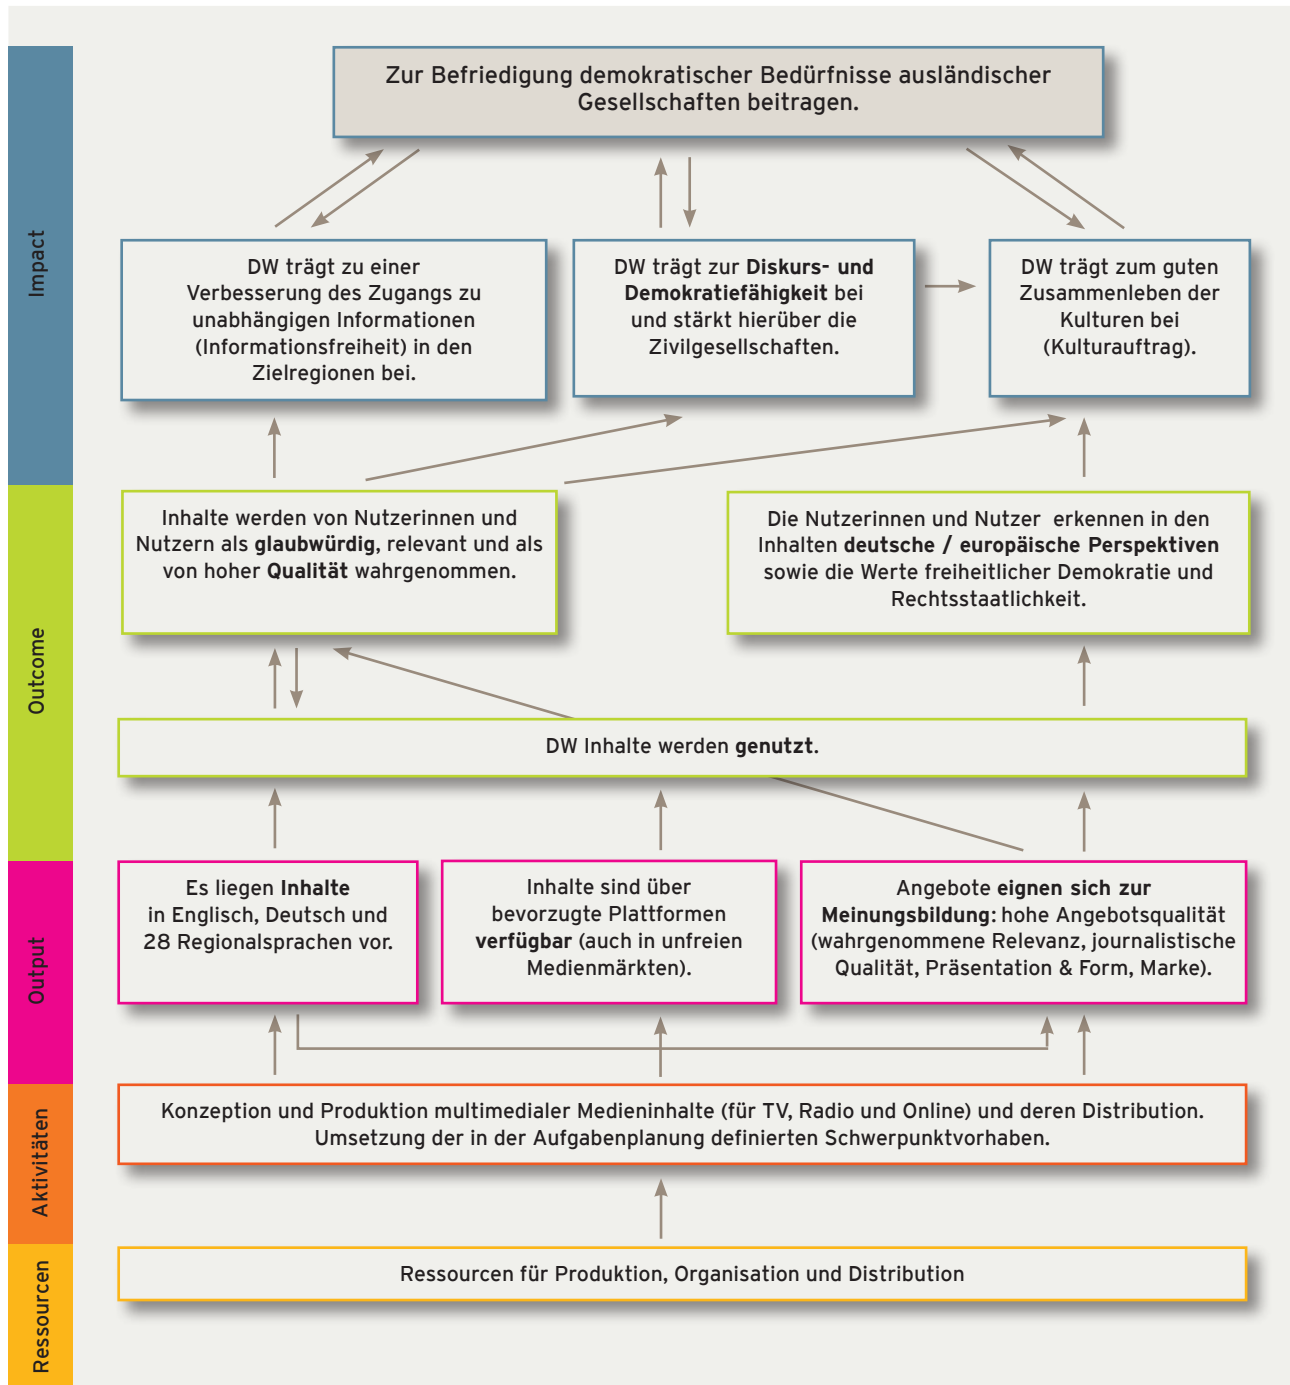 Impact
Zur Befriedigung demokratischer Bedürfnisse ausländischer
Gesellschaften beitragen.
DW trägt zu einer
Verbesserung des Zugangs zu
unabhängigen Informationen
(Informationsfreiheit) in den
Zielregionen bei.
DW trägt zur Diskurs- und
Demokratiefähigkeit bei
und stärkt hierüber die
Zivilgesellschaften.
DW trägt zum guten
Zusammenleben der
Kulturen bei
(Kulturauftrag).
Outcome
Inhalte werden von Nutzerinnen und
Nutzern als glaubwürdig, relevant und als
von hoher Qualität wahrgenommen.
Die Nutzerinnen und Nutzer erkennen in den
Inhalten deutsche / europäische Perspektiven
sowie die Werte freiheitlicher Demokratie und
Rechtsstaatlichkeit.
DW Inhalte werden genutzt.
Output
Es liegen Inhalte
in Englisch, Deutsch und
28 Regionalsprachen vor.
Inhalte sind über
bevorzugte Plattformen
verfügbar (auch in unfreien
Medienmärkten).
Angebote eignen sich zur
Meinungsbildung: hohe Angebotsqualität
(wahrgenommene Relevanz, journalistische
Qualität, Präsentation & Form, Marke).
Aktivitäten
Konzeption und Produktion multimedialer Medieninhalte (für TV, Radio und Online) und deren Distribution.
Umsetzung der in der Aufgabenplanung definierten Schwerpunktvorhaben.
Ressourcen
Ressourcen für Produktion, Organisation und Distribution